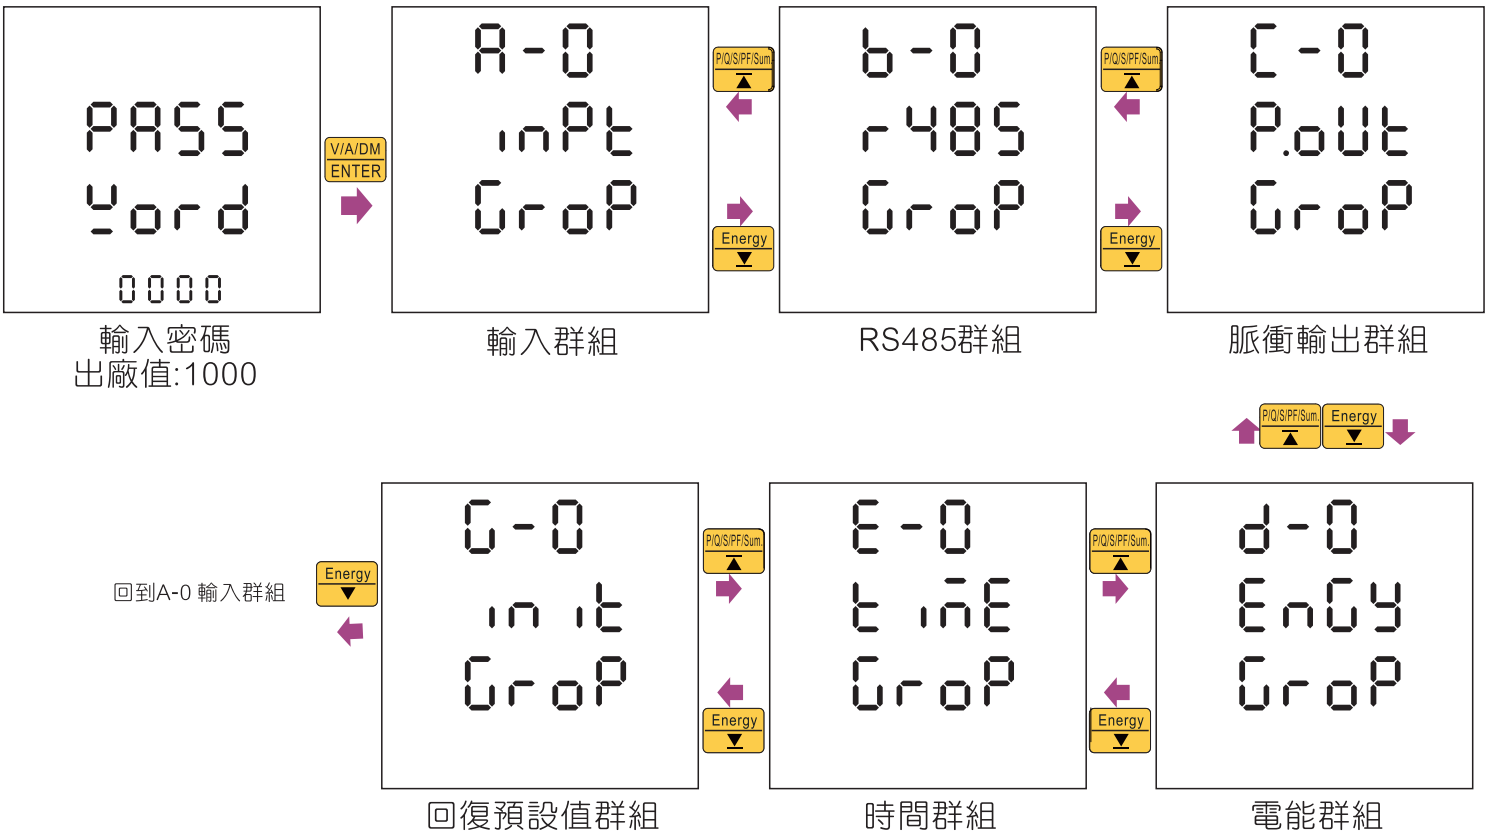 PASS
word
0000
輸入密碼
出廠值:1000
V/A/DM
ENTER
A-0
inPt
GroP
輸入群組
P/Q/S/PF/Sum.
Energy
b-0
r485
GroP
RS485群組
P/Q/S/PF/Sum.
Energy
C-0
P.oUt
GroP
脈衝輸出群組
P/Q/S/PF/Sum.
Energy
d-0
EnGy
GroP
電能群組
P/Q/S/PF/Sum.
Energy
E-0
timE
GroP
時間群組
P/Q/S/PF/Sum.
Energy
G-0
init
GroP
回復預設值群組
Energy
回到A-0 輸入群組